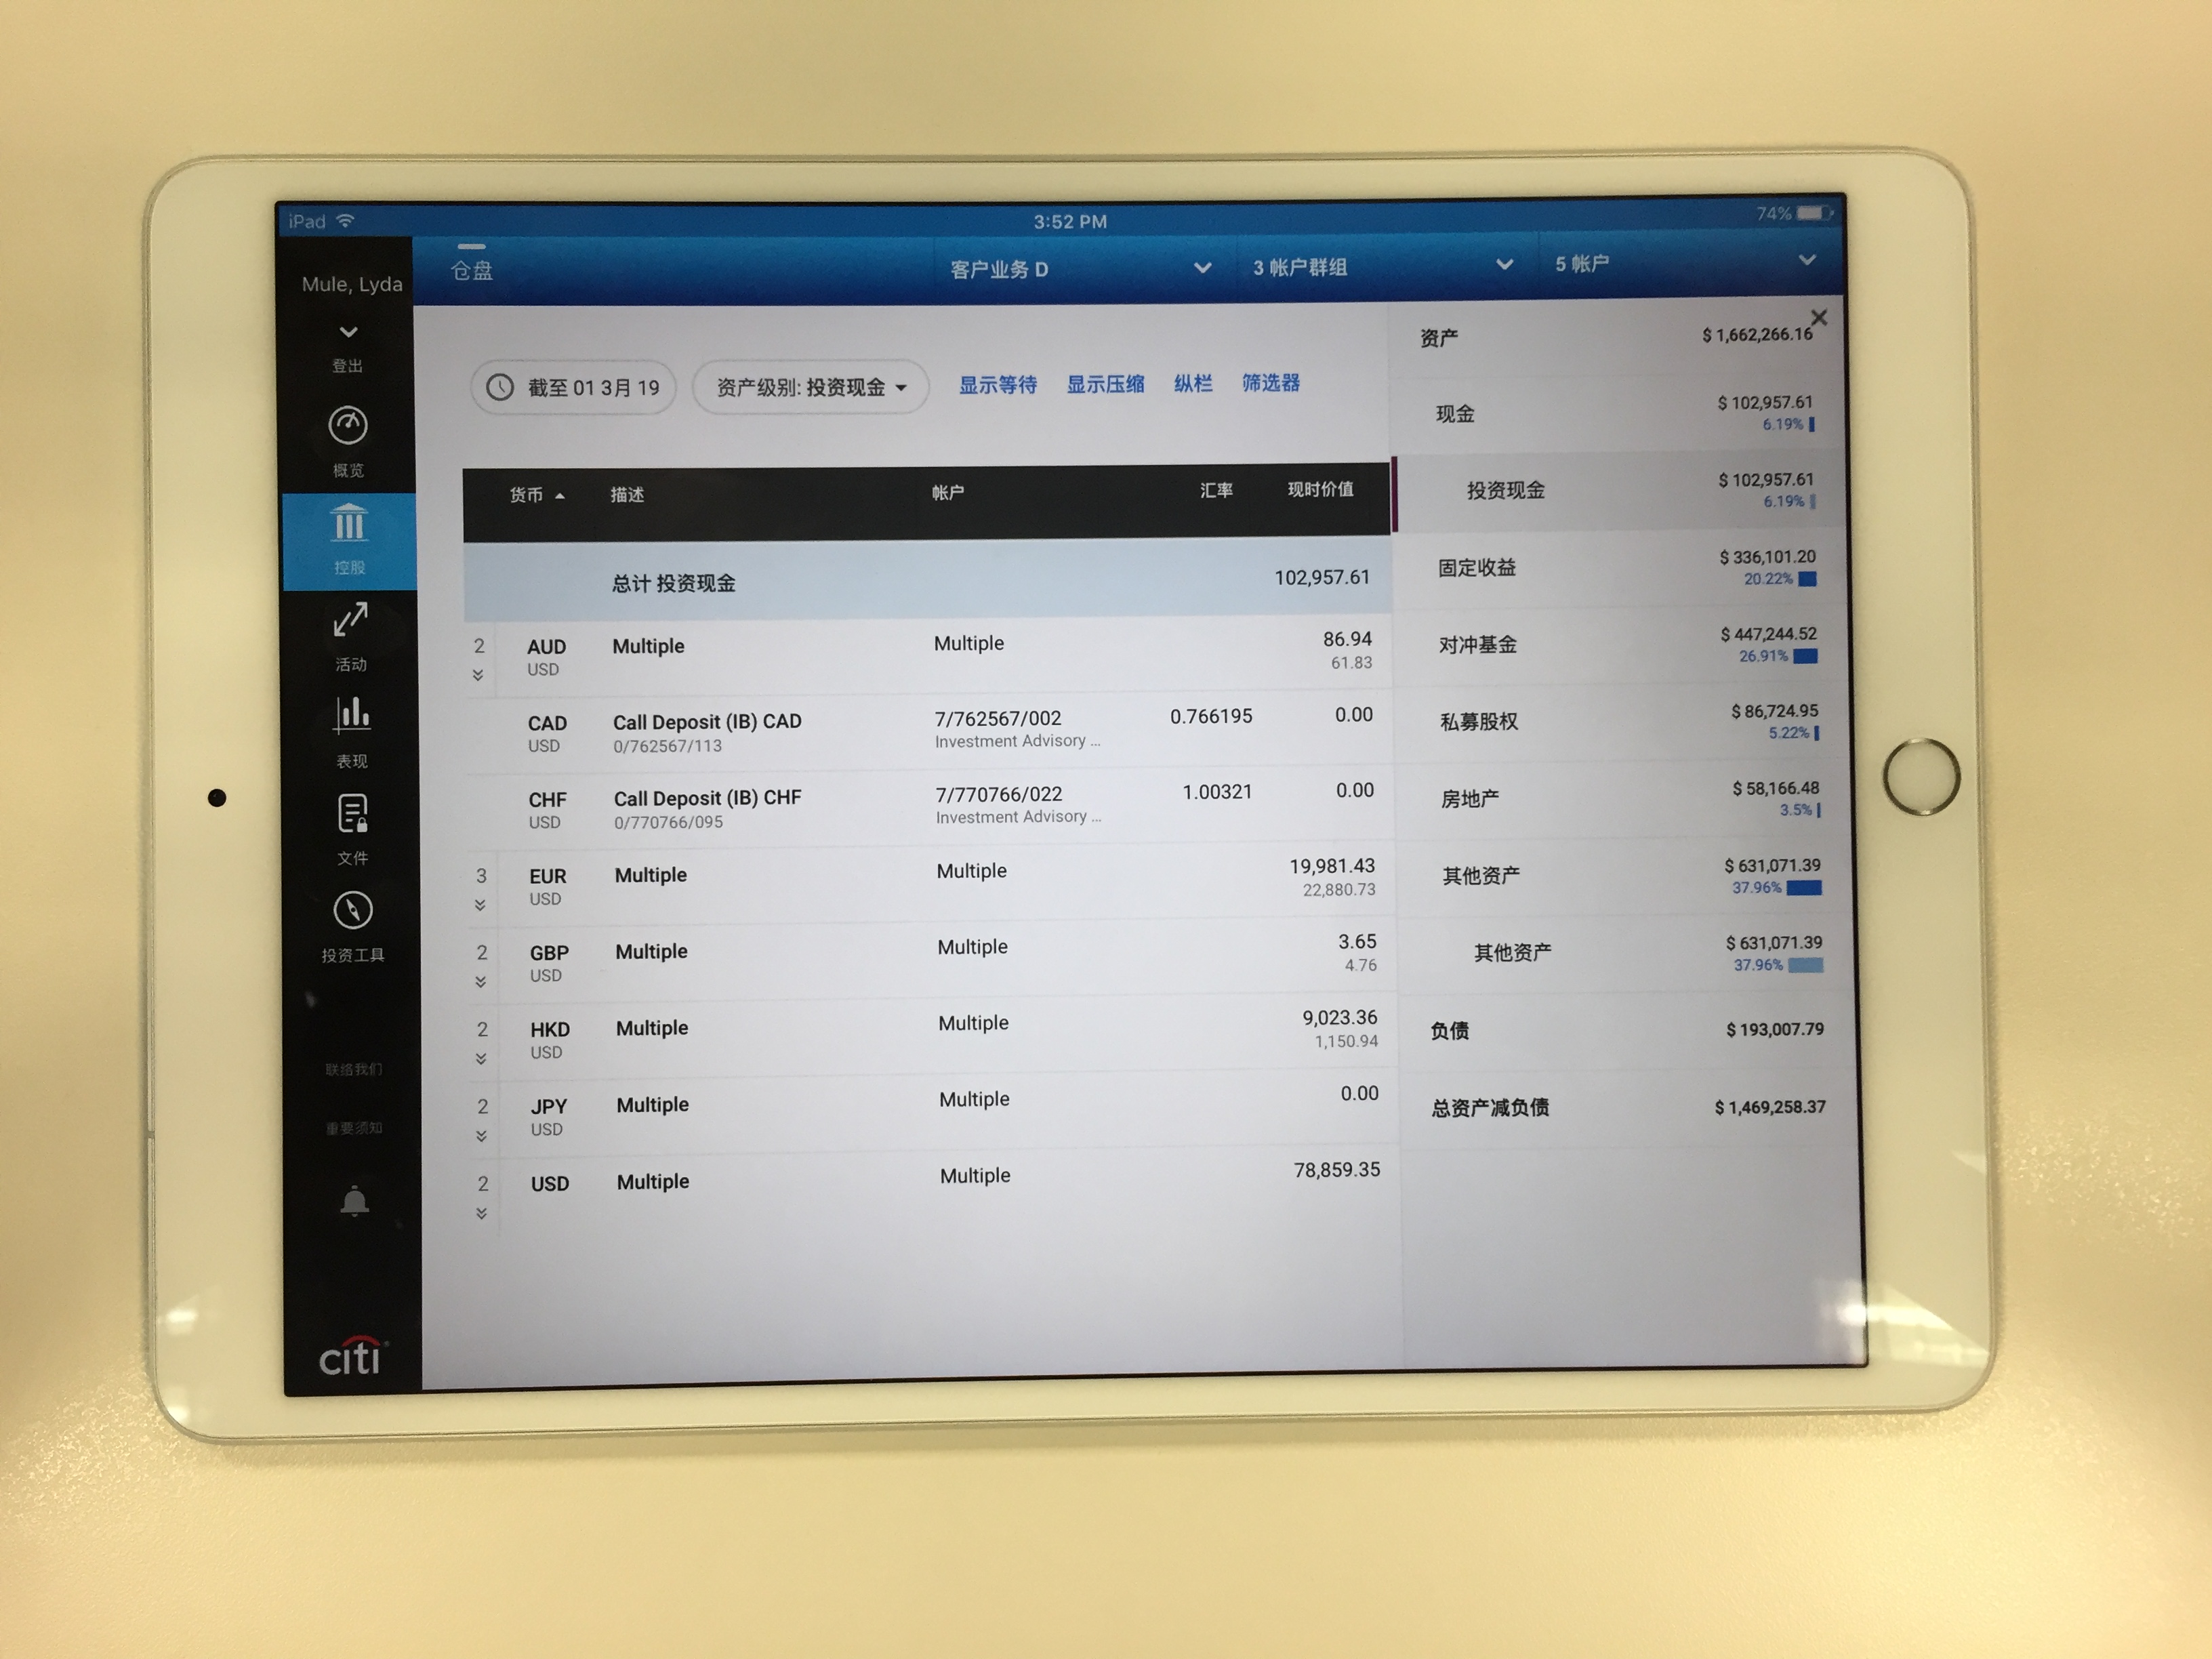 iPad 3:52 PM 74%
Mule, Lyda
登出
概览
控股
活动
表现
文件
投资工具
联络我们
重要须知
citi
仓盘 客户业务 D 3 帐户群组 5 帐户
截至 01 3月 19 资产级别: 投资现金 显示等待 显示压缩 纵栏 筛选器
货币 描述 帐户 汇率 现时价值
总计 投资现金 102,957.61
2 AUD Multiple Multiple 86.94
USD 61.83
CAD Call Deposit (IB) CAD 7/762567/002 0.766195 0.00
USD 0/762567/113 Investment Advisory ...
CHF Call Deposit (IB) CHF 7/770766/022 1.00321 0.00
USD 0/770766/095 Investment Advisory ...
3 EUR Multiple Multiple 19,981.43
USD 22,880.73
2 GBP Multiple Multiple 3.65
USD 4.76
2 HKD Multiple Multiple 9,023.36
USD 1,150.94
2 JPY Multiple Multiple 0.00
USD
2 USD Multiple Multiple 78,859.35
资产 $ 1,662,266.16
现金 $ 102,957.61
6.19%
投资现金 $ 102,957.61
6.19%
固定收益 $ 336,101.20
20.22%
对冲基金 $ 447,244.52
26.91%
私募股权 $ 86,724.95
5.22%
房地产 $ 58,166.48
3.5%
其他资产 $ 631,071.39
37.96%
其他资产 $ 631,071.39
37.96%
负债 $ 193,007.79
总资产减负债 $ 1,469,258.37